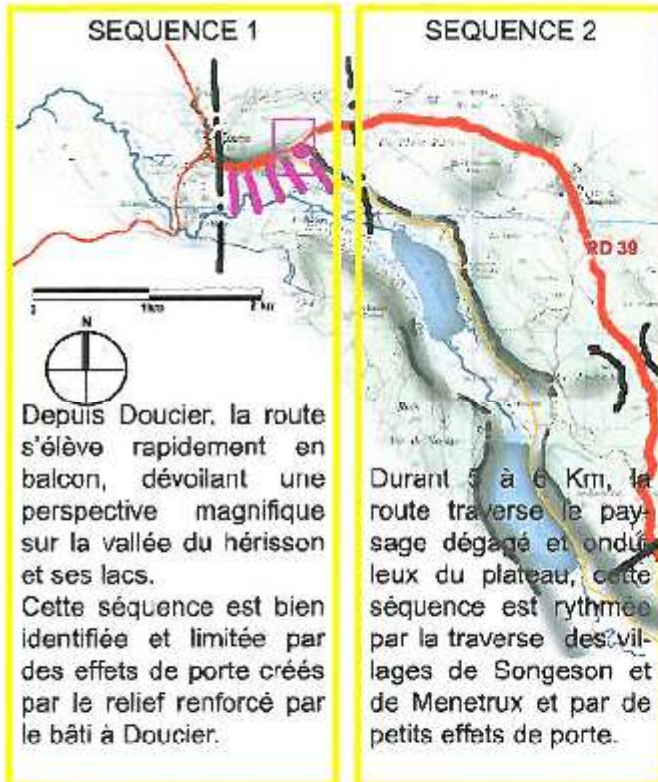 SEQUENCE 1
SEQUENCE 2
RD 39
0
1km
2 km
N
Depuis Doucier, la route
s'élève rapidement en
balcon, dévoilant une
perspective magnifique
sur la vallée du hérisson
et ses lacs.
Cette séquence est bien
identifiée et limitée par
des effets de porte créés
par le relief renforcé par
le bâti à Doucier.
Durant 5 à 6 Km, la
route traverse le pay-
sage dégagé et ondu-
leux du plateau, cette
séquence est rythmée
par la traverse des vil-
lages de Songeson et
de Menetrux et par de
petits effets de porte.